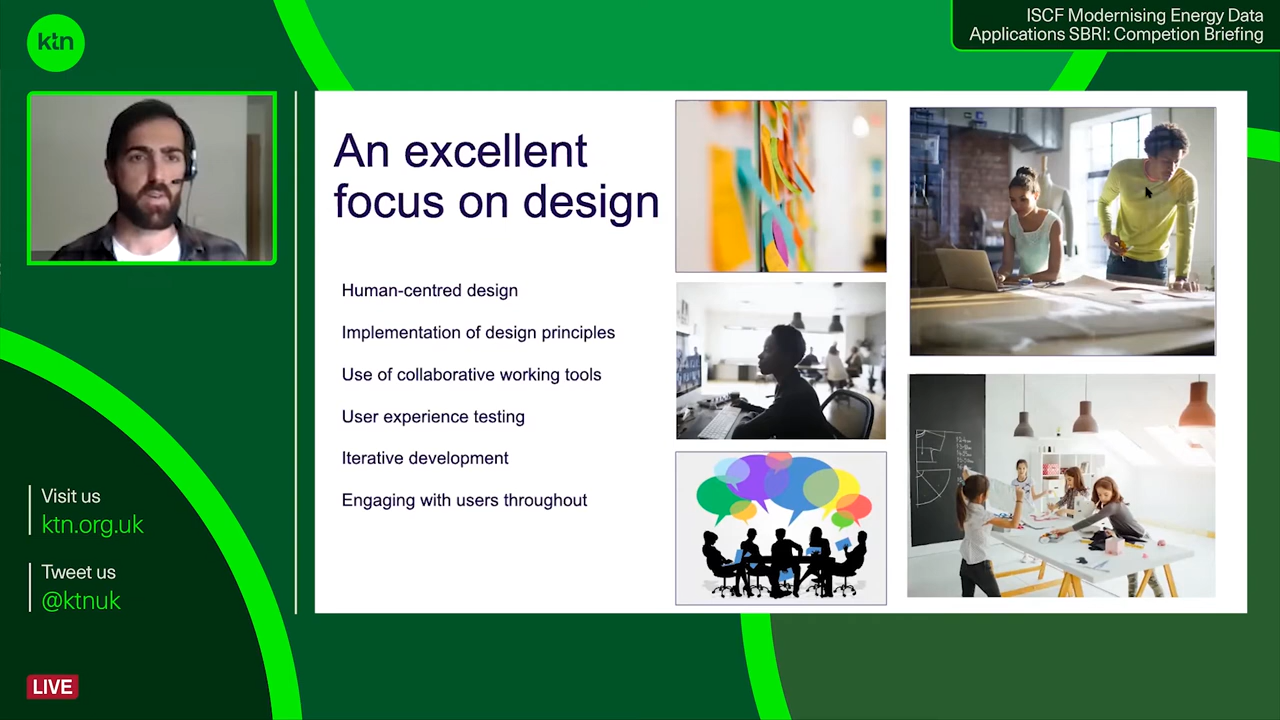 ktn
ISCF Modernising Energy Data
Applications SBRI: Competion Briefing
An excellent
focus on design
Human-centred design
Implementation of design principles
Use of collaborative working tools
User experience testing
Iterative development
Engaging with users throughout
Visit us
ktn.org.uk
Tweet us
@ktnuk
LIVE